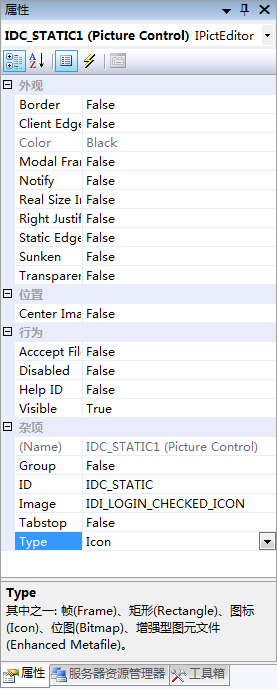 属性
IDC_STATIC1 (Picture Control) IPictEditor
外观
Border False
Client Edge False
Color Black
Modal Fran False
Notify False
Real Size In False
Right Justif False
Static Edge False
Sunken False
Transparen False
位置
Center Ima False
行为
Acccept File False
Disabled False
Help ID False
Visible True
杂项
(Name) IDC_STATIC1 (Picture Control)
Group False
ID IDC_STATIC
Image IDI_LOGIN_CHECKED_ICON
Tabstop False
Type Icon
Type
其中之一: 帧(Frame)、矩形(Rectangle)、图标
(Icon)、位图(Bitmap)、增强型图元文件
(Enhanced Metafile)。
属性 服务器资源管理器 工具箱